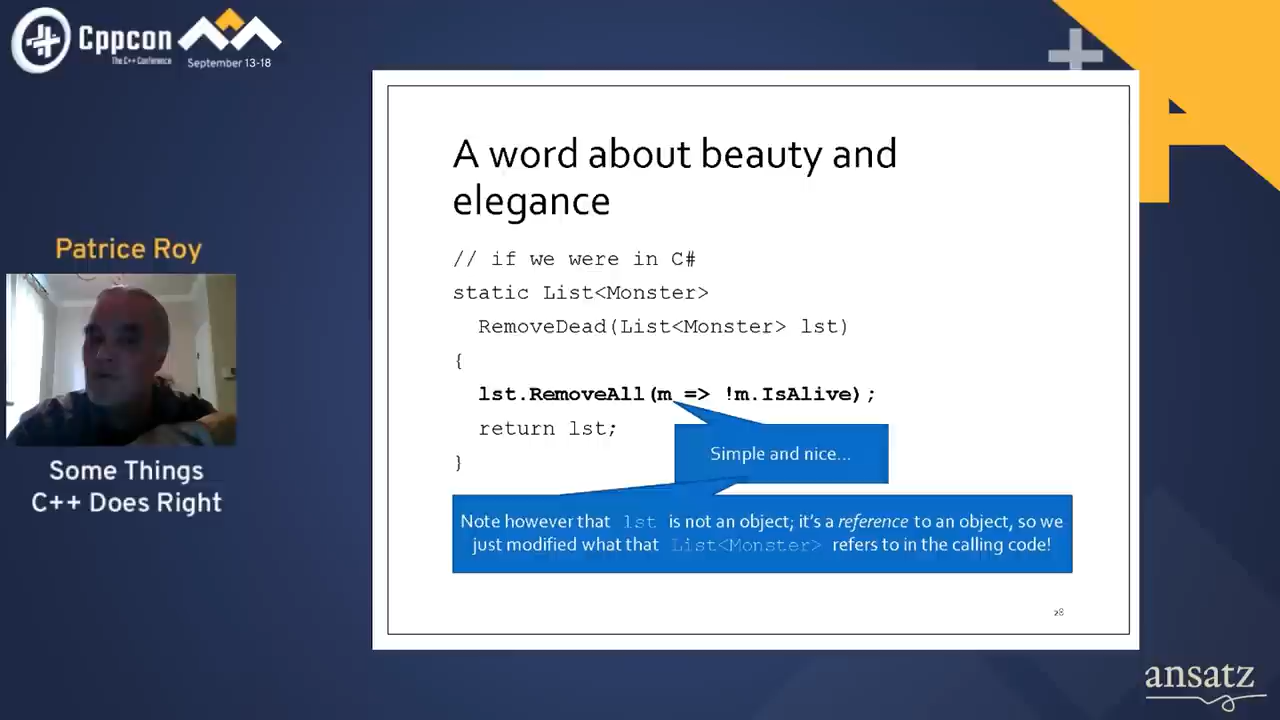 Cppcon
The C++ Conference
September 13-18
Patrice Roy
Some Things
C++ Does Right
A word about beauty and
elegance
// if we were in C#
static List<Monster>
RemoveDead(List<Monster> lst)
{
lst.RemoveAll(m => !m.IsAlive);
return lst;
}
Simple and nice...
Note however that lst is not an object; it's a reference to an object, so we
just modified what that List<Monster> refers to in the calling code!
28
ansatz